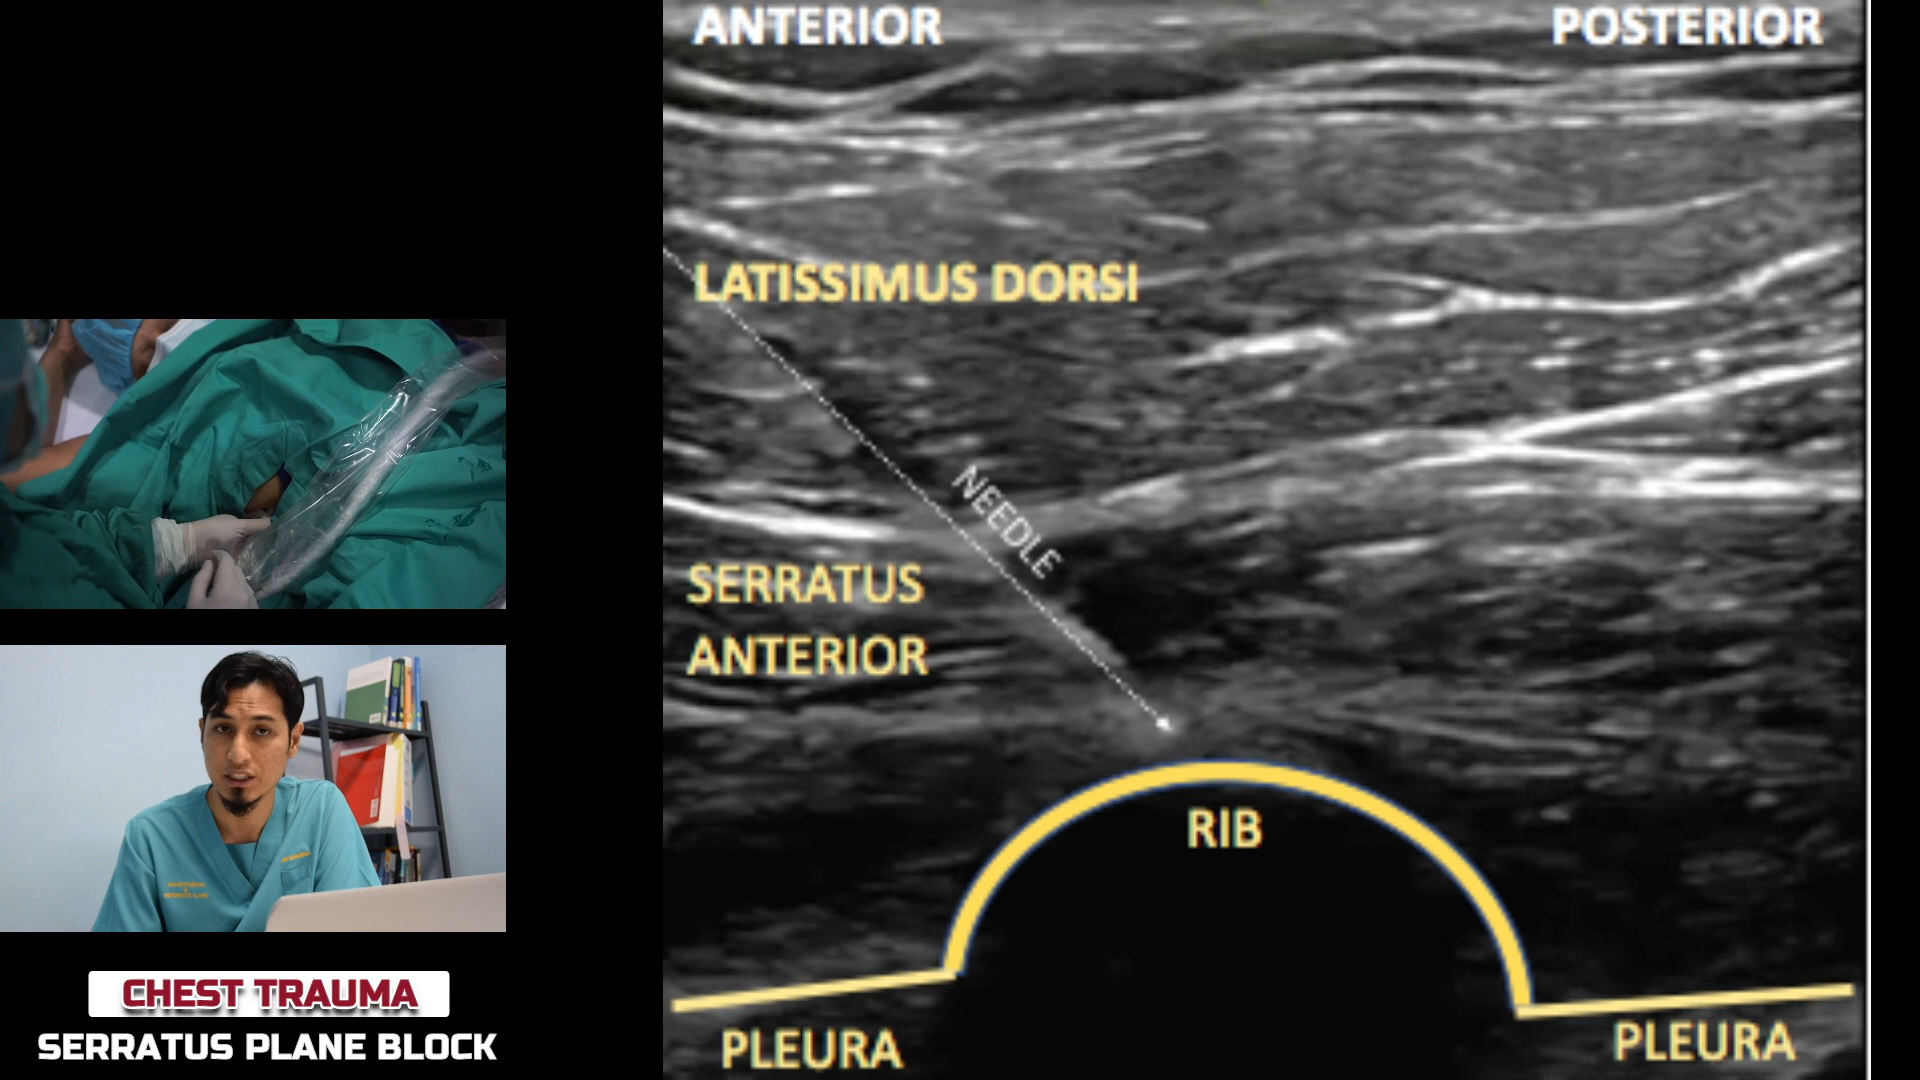 ANTERIOR
POSTERIOR
LATISSIMUS DORSI
NEEDLE
SERRATUS
ANTERIOR
RIB
PLEURA
PLEURA
CHEST TRAUMA
SERRATUS PLANE BLOCK